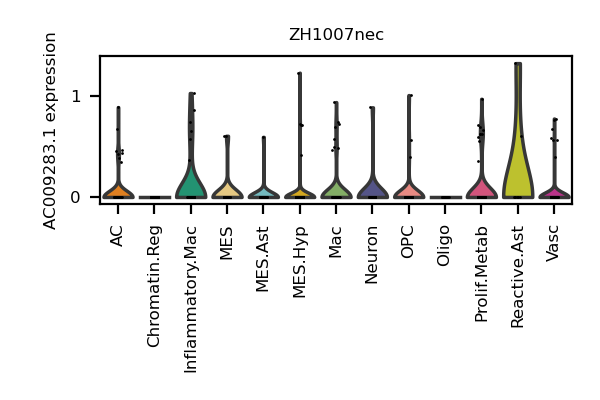 ZH1007nec
AC009283.1 expression
1
0
AC
Chromatin.Reg
Inflammatory.Mac
MES
MES.Ast
MES.Hyp
Mac
Neuron
OPC
Oligo
Prolif.Metab
Reactive.Ast
Vasc